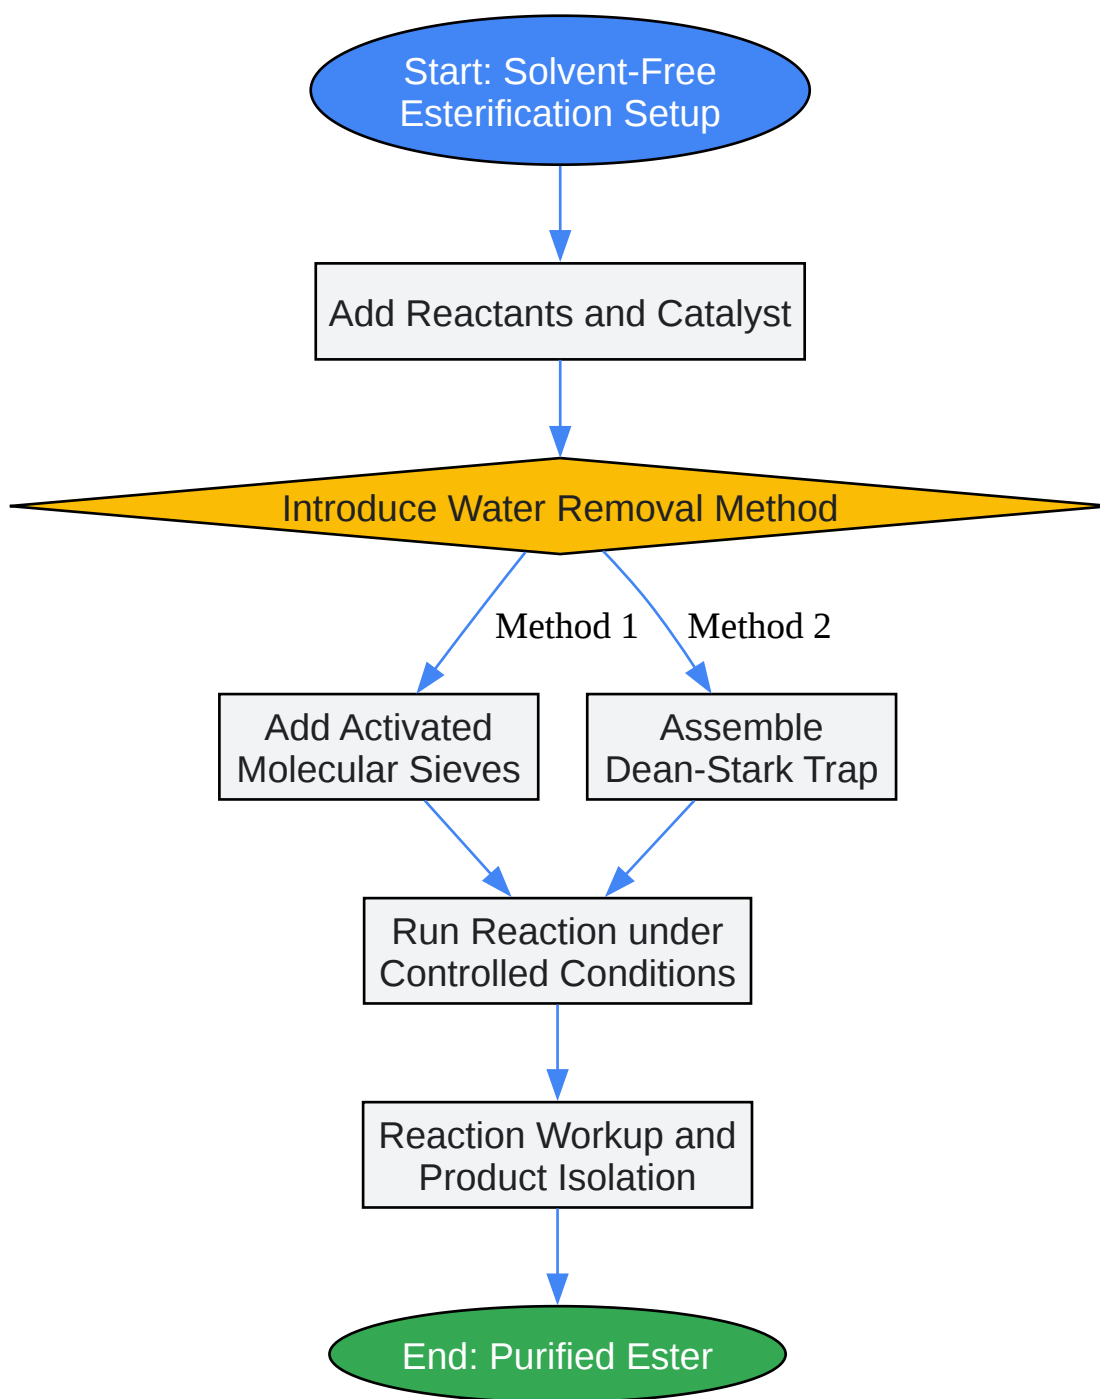 Start: Solvent-Free
Esterification Setup
Add Reactants and Catalyst
Introduce Water Removal Method
Method 1
Method 2
Add Activated
Molecular Sieves
Assemble
Dean-Stark Trap
Run Reaction under
Controlled Conditions
Reaction Workup and
Product Isolation
End: Purified Ester